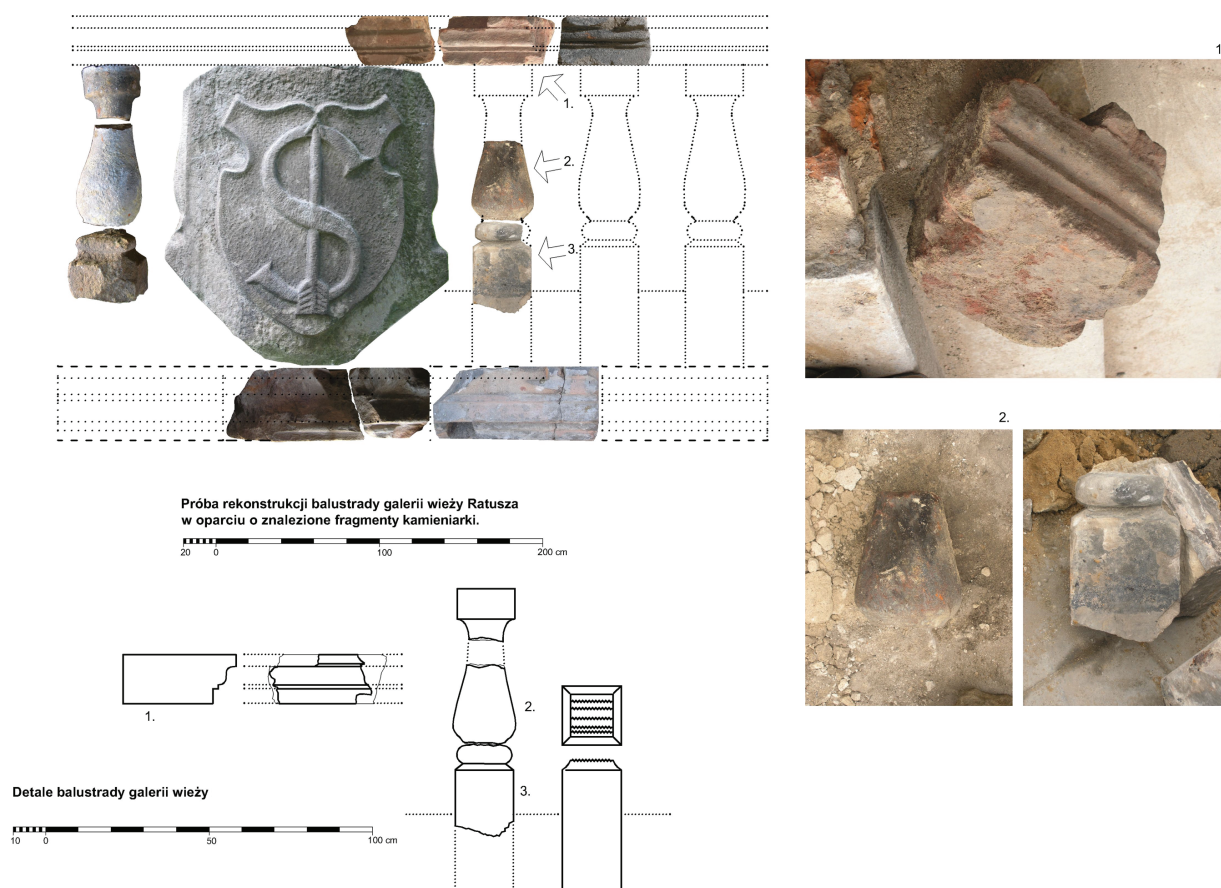 1.
2.
3.
1
2.
Próba rekonstrukcji balustrady galerii wieży Ratusza
w oparciu o znalezione fragmenty kamieniarki.
20 0 100 200 cm
1.
2.
3.
Detale balustrady galerii wieży
10 0 50 100 cm